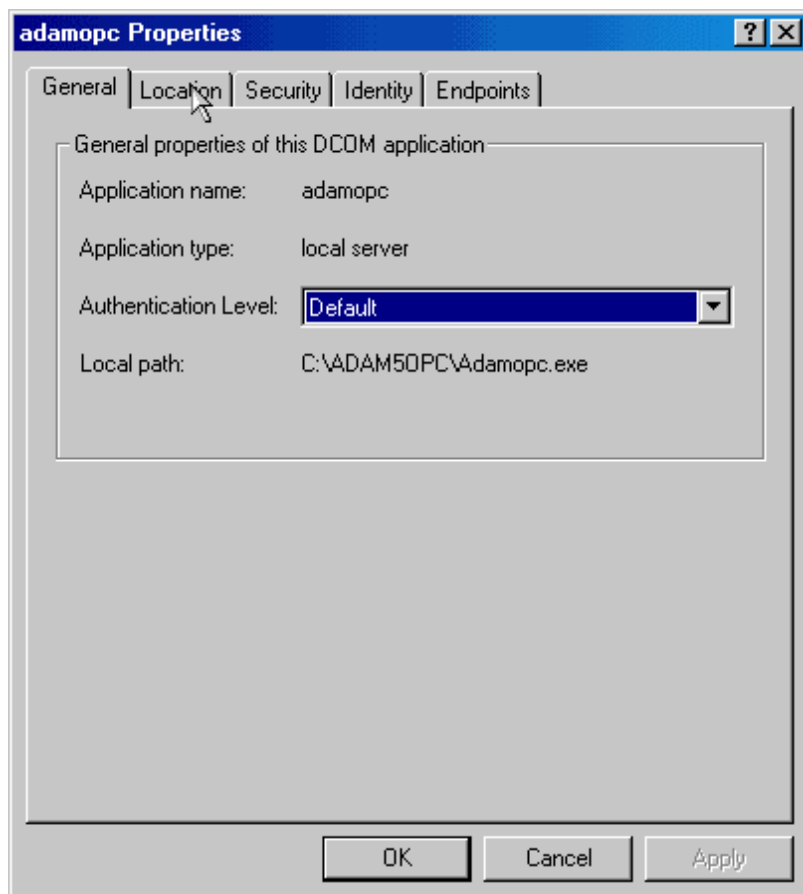 adamopc Properties
General Location Security Identity Endpoints
General properties of this DCOM application
Application name: adamopc
Application type: local server
Authentication Level: Default
Local path: C:\ADAM5OPC\Adamopc.exe
OK Cancel Apply